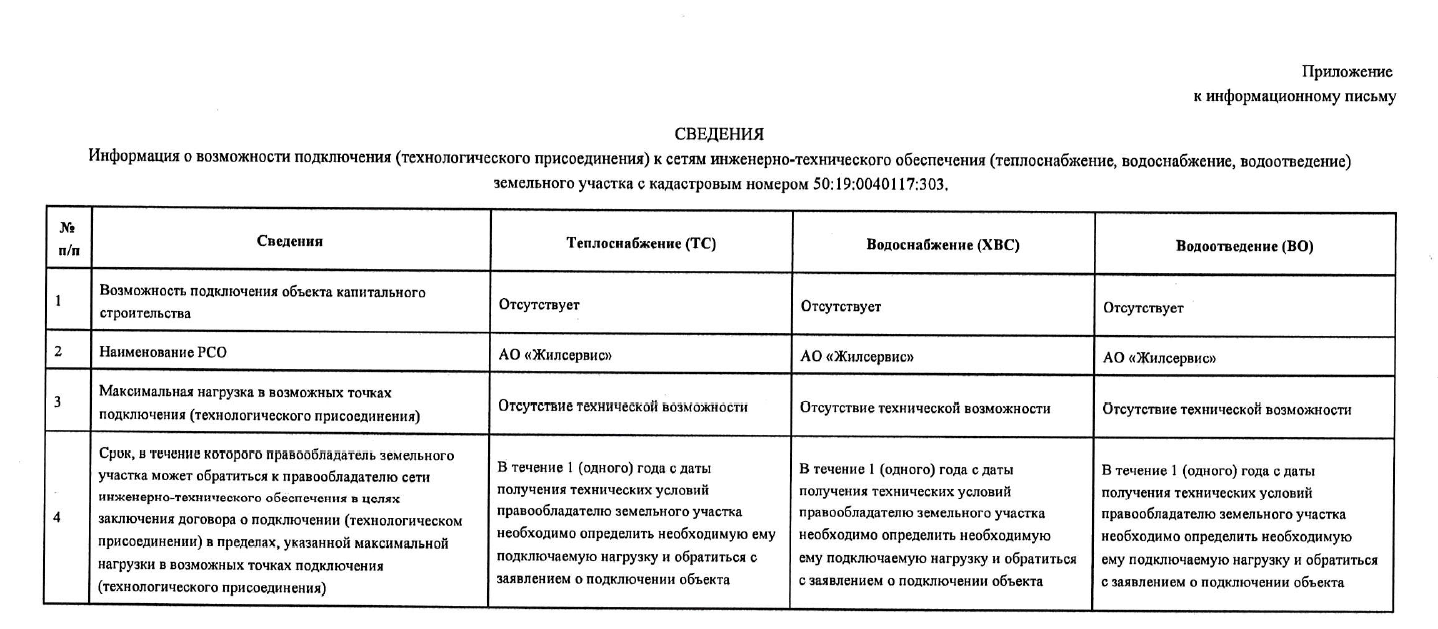 Приложение
к информационному письму
СВЕДЕНИЯ
Информация о возможности подключения (технологического присоединения) к сетям инженерно-технического обеспечения (теплоснабжение, водоснабжение, водоотведение)
земельного участка с кадастровым номером 50:19:0040117:303.
№
п/п
Сведения
Теплоснабжение (ТС)
Водоснабжение (ХВС)
Водоотведение (ВО)
1
Возможность подключения объекта капитального
строительства
Отсутствует
Отсутствует
Отсутствует
2
Наименование РСО
АО «Жилсервис»
АО «Жилсервис»
АО «Жилсервис»
3
Максимальная нагрузка в возможных точках
подключения (технологического присоединения)
Отсутствие технической возможности
Отсутствие технической возможности
Отсутствие технической возможности
4
Срок, в течение которого правообладатель земельного
участка может обратиться к правообладателю сети
инженерно-технического обеспечения в целях
заключения договора о подключении (технологическом
присоединении) в пределах, указанной максимальной
нагрузки в возможных точках подключения
(технологического присоединения)
В течение 1 (одного) года с даты
получения технических условий
правообладателю земельного участка
необходимо определить необходимую ему
подключаемую нагрузку и обратиться с
заявлением о подключении объекта
В течение 1 (одного) года с даты
получения технических условий
правообладателю земельного участка
необходимо определить необходимую
ему подключаемую нагрузку и обратиться
с заявлением о подключении объекта
В течение 1 (одного) года с даты
получения технических условий
правообладателю земельного участка
необходимо определить необходимую
ему подключаемую нагрузку и обратиться
с заявлением о подключении объекта